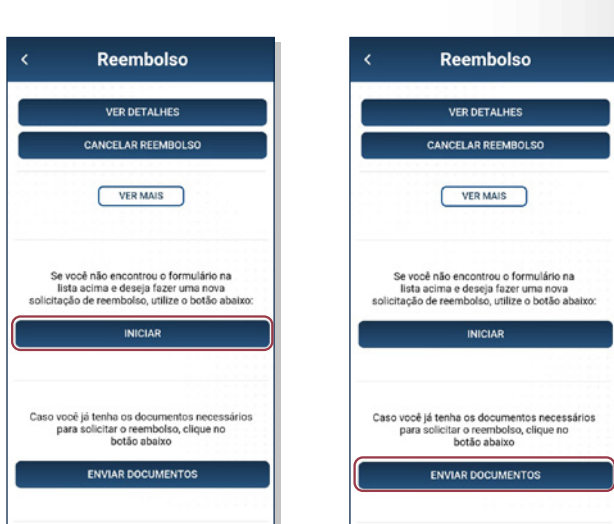 Reembolso
VER DETALHES
CANCELAR REEMBOLSO
VER MAIS
Se você não encontrou o formulário na
lista acima e deseja fazer uma nova
solicitação de reembolso, utilize o botão abaixo:
INICIAR
Caso você já tenha os documentos necessários
para solicitar o reembolso, clique no
botão abaixo
ENVIAR DOCUMENTOS
Reembolso
VER DETALHES
CANCELAR REEMBOLSO
VER MAIS
Se você não encontrou o formulário na
lista acima e deseja fazer uma nova
solicitação de reembolso, utilize o botão abaixo:
INICIAR
Caso você já tenha os documentos necessários
para solicitar o reembolso, clique no
botão abaixo
ENVIAR DOCUMENTOS